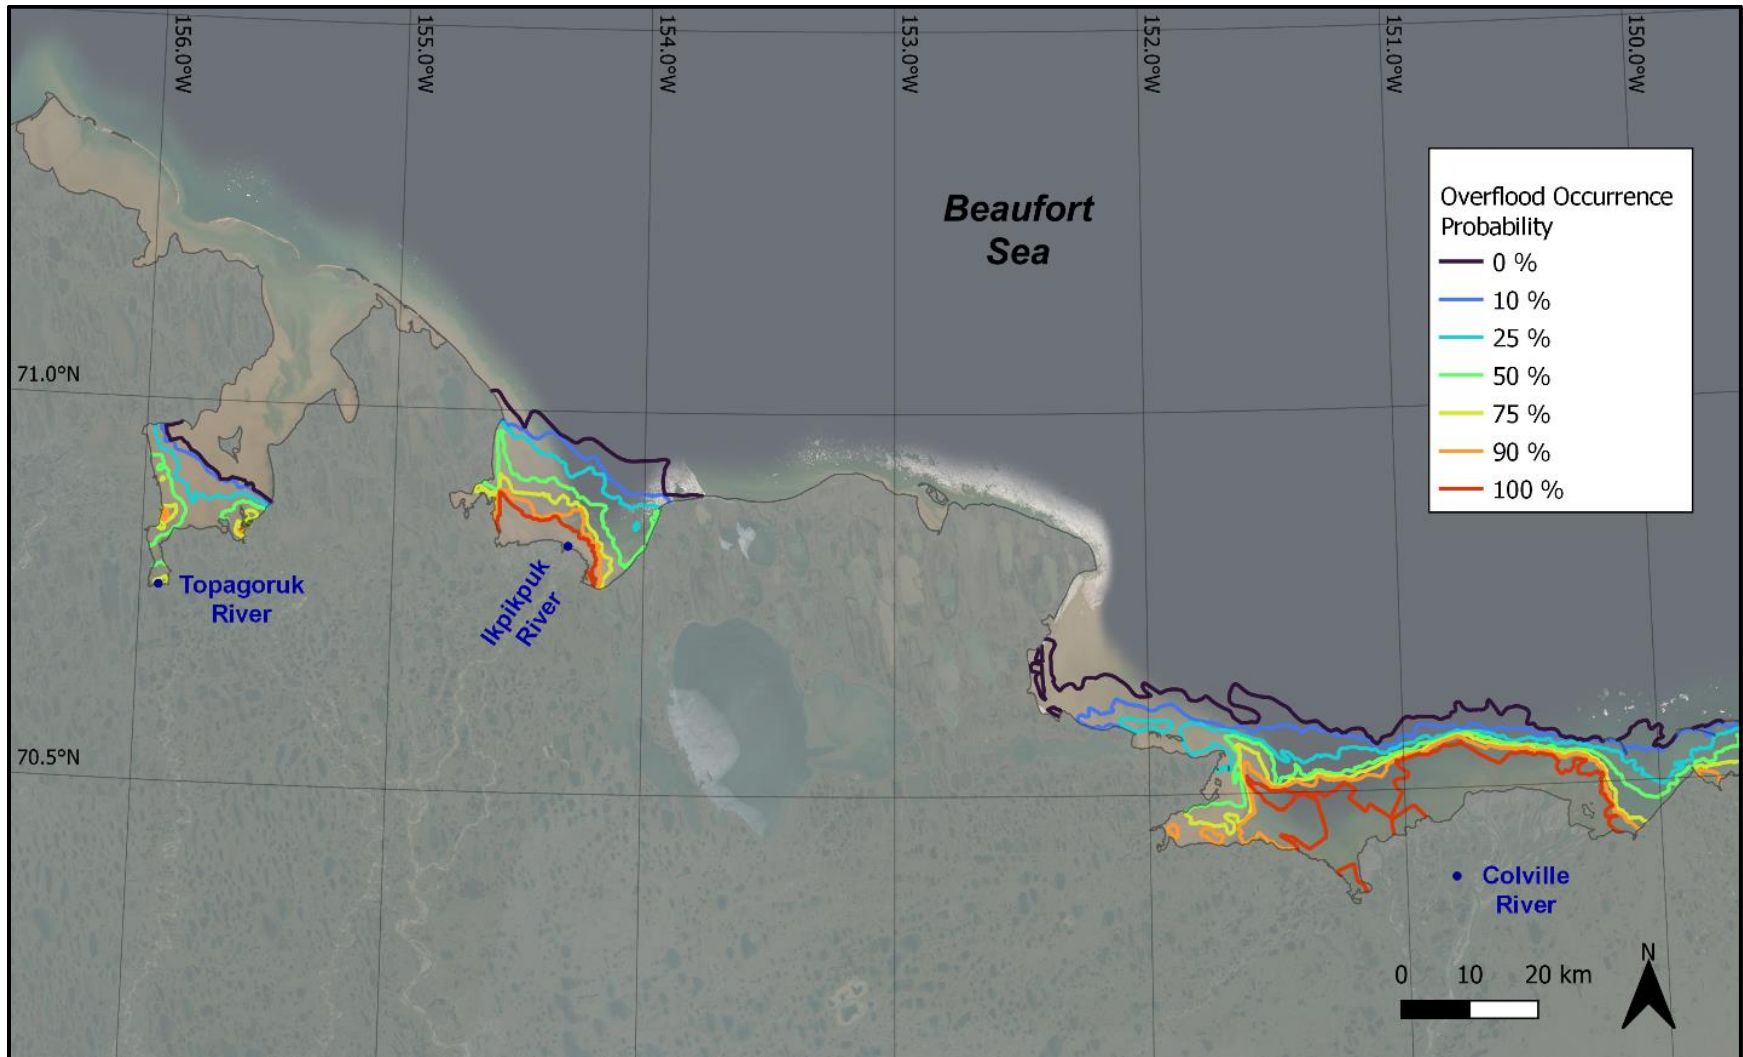 156.0°W
155.0°W
154.0°W
153.0°W
152.0°W
151.0°W
150.0°W
Beaufort
Sea
Overflood Occurrence
Probability
0 %
10 %
25 %
50 %
75 %
90 %
100 %
71.0°N
Topagoruk
River
Ikpikpuk
River
70.5°N
Colville
River
N
0 10 20 km